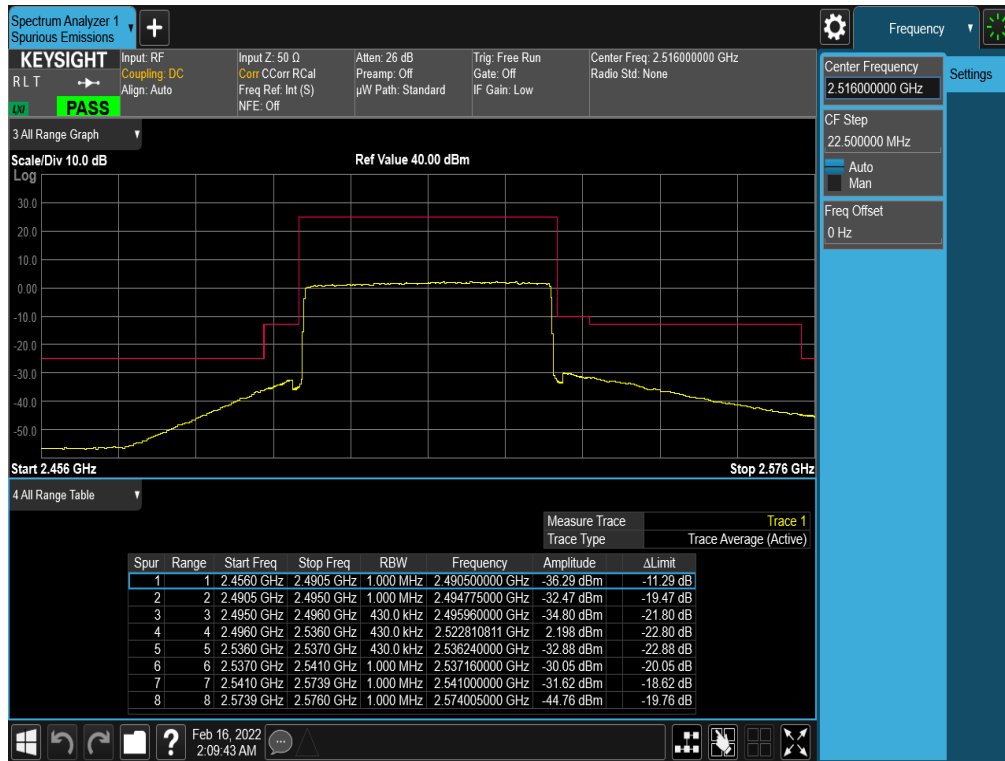 Spectrum Analyzer 1
Spurious Emissions
+
Frequency
KEYSIGHT
R L T
LXI
PASS
Input: RF
Coupling: DC
Align: Auto
Input Z: 50 Ω
Corr CCorr RCal
Freq Ref: Int (S)
NFE: Off
Atten: 26 dB
Preamp: Off
µW Path: Standard
Trig: Free Run
Gate: Off
IF Gain: Low
Center Freq: 2.516000000 GHz
Radio Std: None
Center Frequency
2.516000000 GHz
Settings
CF Step
22.500000 MHz
Auto
Man
Freq Offset
0 Hz
3 All Range Graph
Scale/Div 10.0 dB Ref Value 40.00 dBm
Log
30.0
20.0
10.0
0.00
-10.0
-20.0
-30.0
-40.0
-50.0
Start 2.456 GHz Stop 2.576 GHz
4 All Range Table
Measure Trace Trace 1
Trace Type Trace Average (Active)
Spur Range Start Freq Stop Freq RBW Frequency Amplitude ΔLimit
1 1 2.4560 GHz 2.4905 GHz 1.000 MHz 2.490500000 GHz -36.29 dBm -11.29 dB
2 2 2.4905 GHz 2.4950 GHz 1.000 MHz 2.494775000 GHz -32.47 dBm -19.47 dB
3 3 2.4950 GHz 2.4960 GHz 430.0 kHz 2.495960000 GHz -34.80 dBm -21.80 dB
4 4 2.4960 GHz 2.5360 GHz 430.0 kHz 2.522810811 GHz 2.198 dBm -22.80 dB
5 5 2.5360 GHz 2.5370 GHz 430.0 kHz 2.536240000 GHz -32.88 dBm -22.88 dB
6 6 2.5370 GHz 2.5410 GHz 1.000 MHz 2.537160000 GHz -30.05 dBm -20.05 dB
7 7 2.5410 GHz 2.5739 GHz 1.000 MHz 2.541000000 GHz -31.62 dBm -18.62 dB
8 8 2.5739 GHz 2.5760 GHz 1.000 MHz 2.574005000 GHz -44.76 dBm -19.76 dB
?
Feb 16, 2022
2:09:43 AM